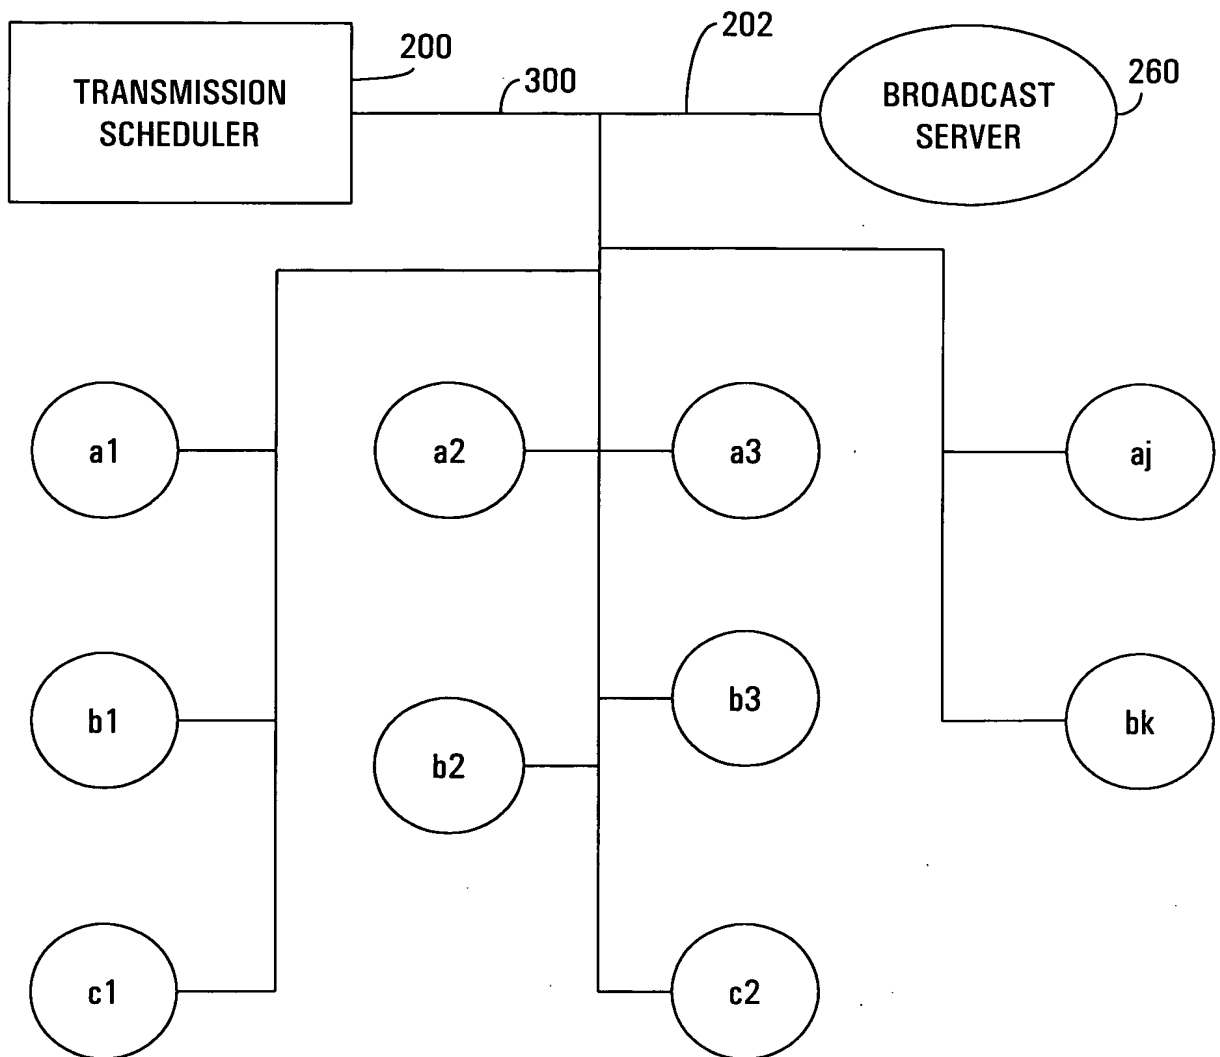 202
200
300
260
TRANSMISSION
SCHEDULER
BROADCAST
SERVER
a1
a2
a3
aj
b1
b2
b3
bk
c1
c2